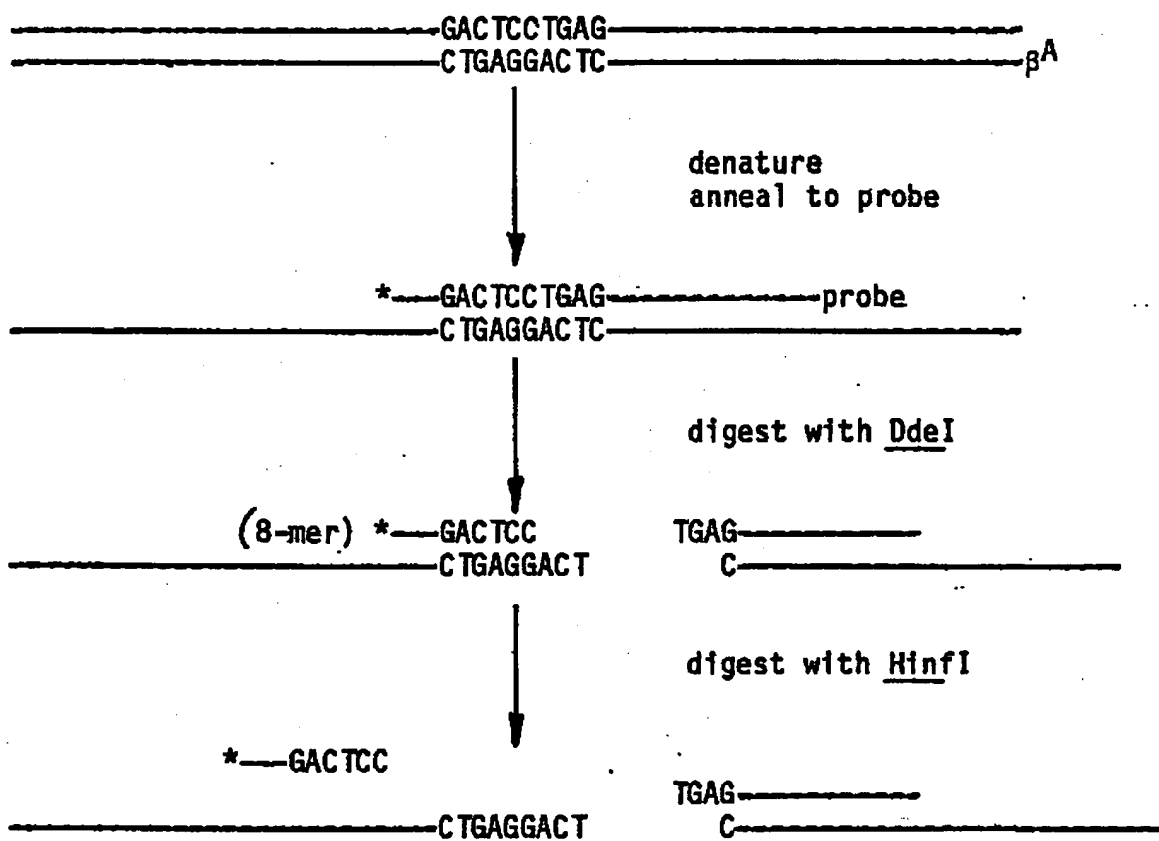 GACTCCTGAG
CTGAGGACTC βA
denature
anneal to probe
* GACTCCTGAG probe
CTGAGGACTC
digest with DdeI
(8-mer) * GACTCC TGAG
CTGAGGACT C
digest with HinfI
* GACTCC
TGAG
CTGAGGACT C